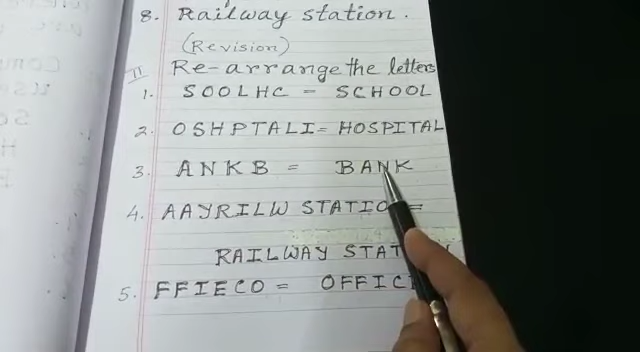 8. Railway station.
(Revision)
II Re-arrange the letters
1. SOOLHC = SCHOOL
2. OSHPTALI = HOSPITAL
3. ANKB = BANK
4. AAYRILW STATIO =
RAILWAY STAT N
5. FFIECO = OFFIC